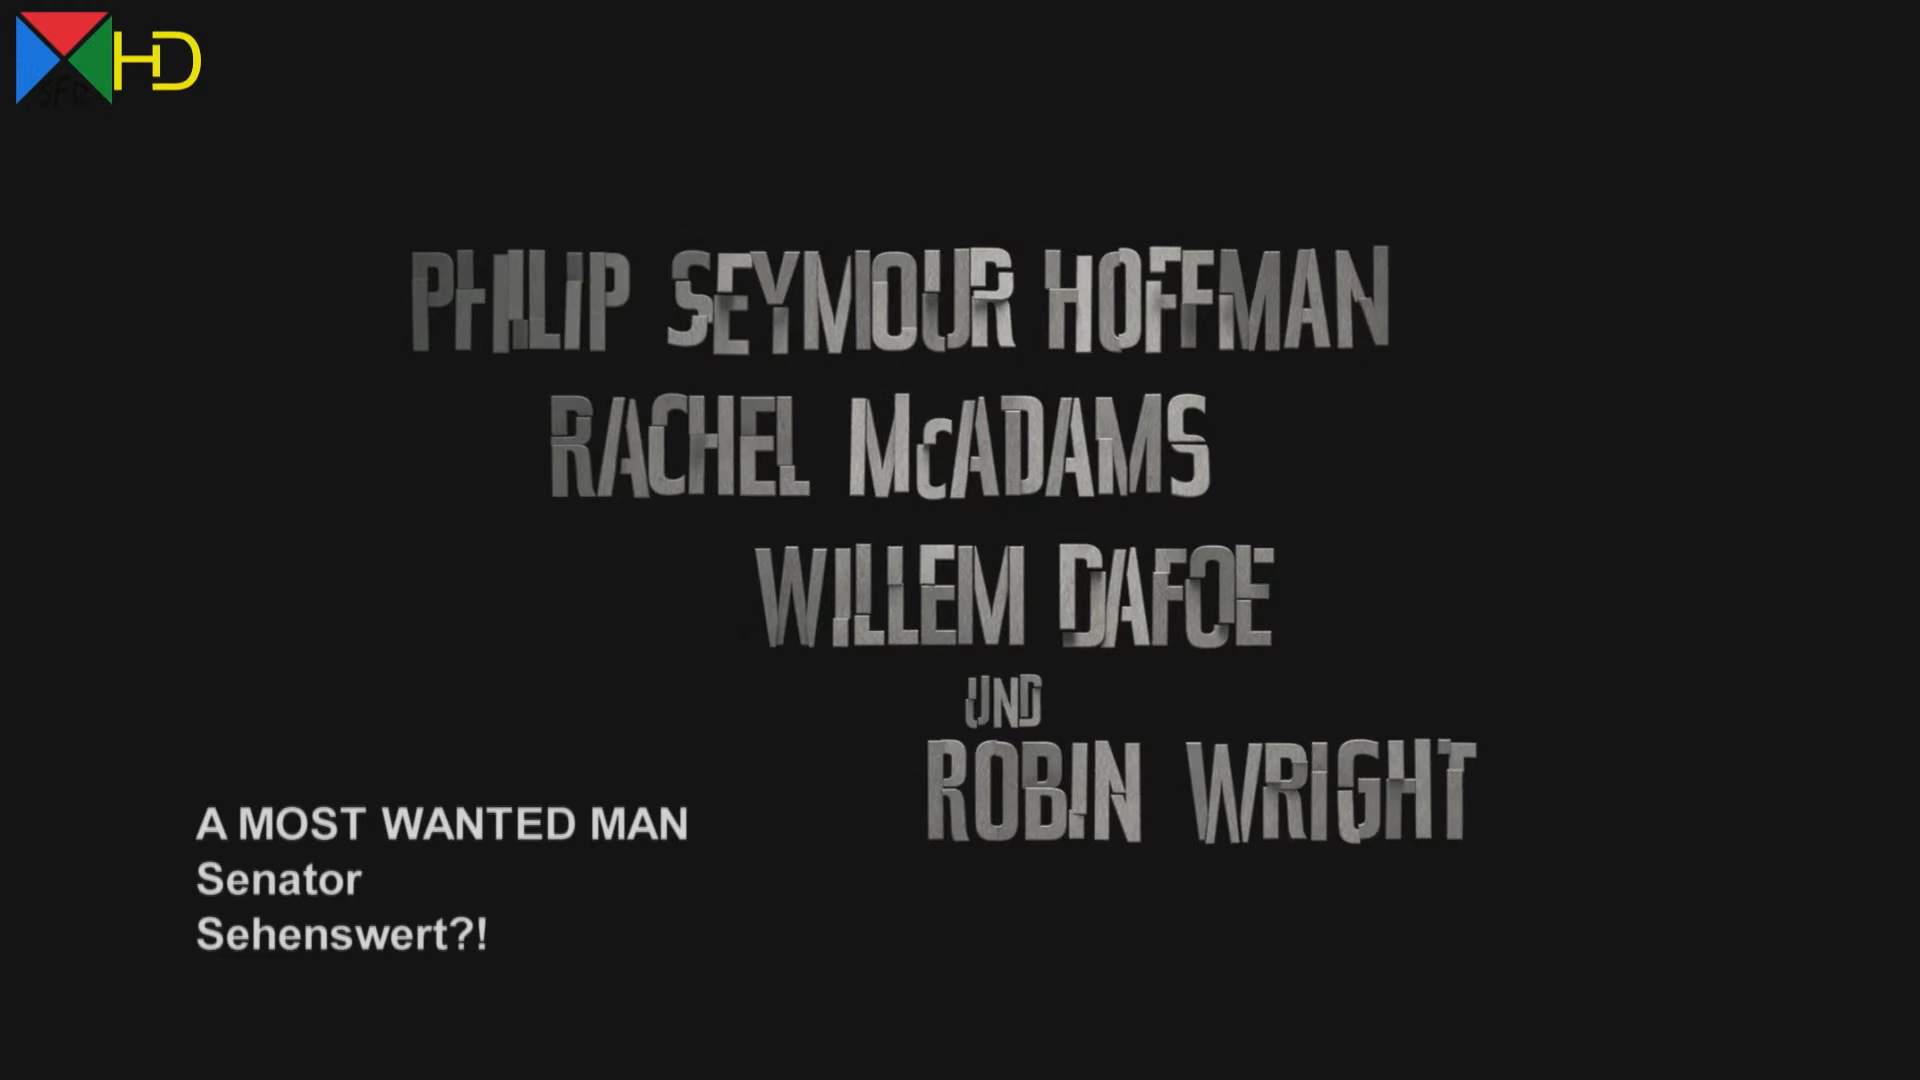 HD
PHILIP SEYMOUR HOFFMAN
RACHEL McADAMS
WILLEM DAFOE
UND
ROBIN WRIGHT
A MOST WANTED MAN
Senator
Sehenswert?!